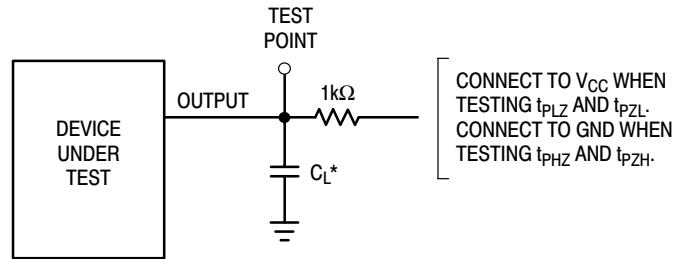 TEST
POINT
DEVICE
UNDER
TEST
OUTPUT
1kΩ
CL*
CONNECT TO VCC WHEN
TESTING tPLZ AND tPZL.
CONNECT TO GND WHEN
TESTING tPHZ AND tPZH.